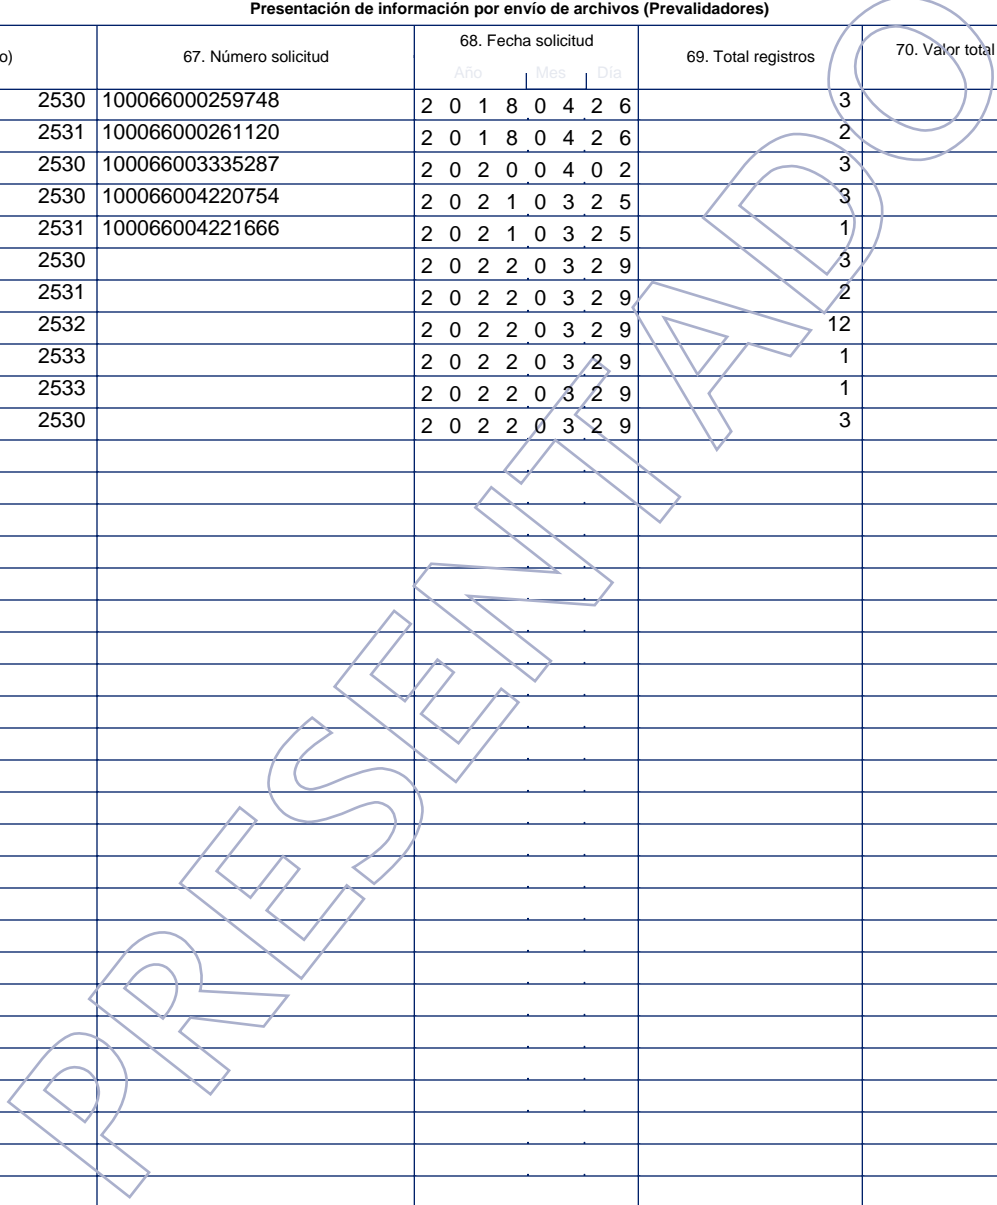 Presentación de información por envío de archivos (Prevalidadores)
o) 67. Número solicitud 68. Fecha solicitud 69. Total registros 70. Valor total
Año Mes Día
2530 100066000259748 2 0 1 8 0 4 2 6 3
2531 100066000261120 2 0 1 8 0 4 2 6 2
2530 100066003335287 2 0 2 0 0 4 0 2 3
2530 100066004220754 2 0 2 1 0 3 2 5 3
2531 100066004221666 2 0 2 1 0 3 2 5 1
2530 2 0 2 2 0 3 2 9 3
2531 2 0 2 2 0 3 2 9 2
2532 2 0 2 2 0 3 2 9 12
2533 2 0 2 2 0 3 2 9 1
2533 2 0 2 2 0 3 2 9 1
2530 2 0 2 2 0 3 2 9 3
PRESENTADO